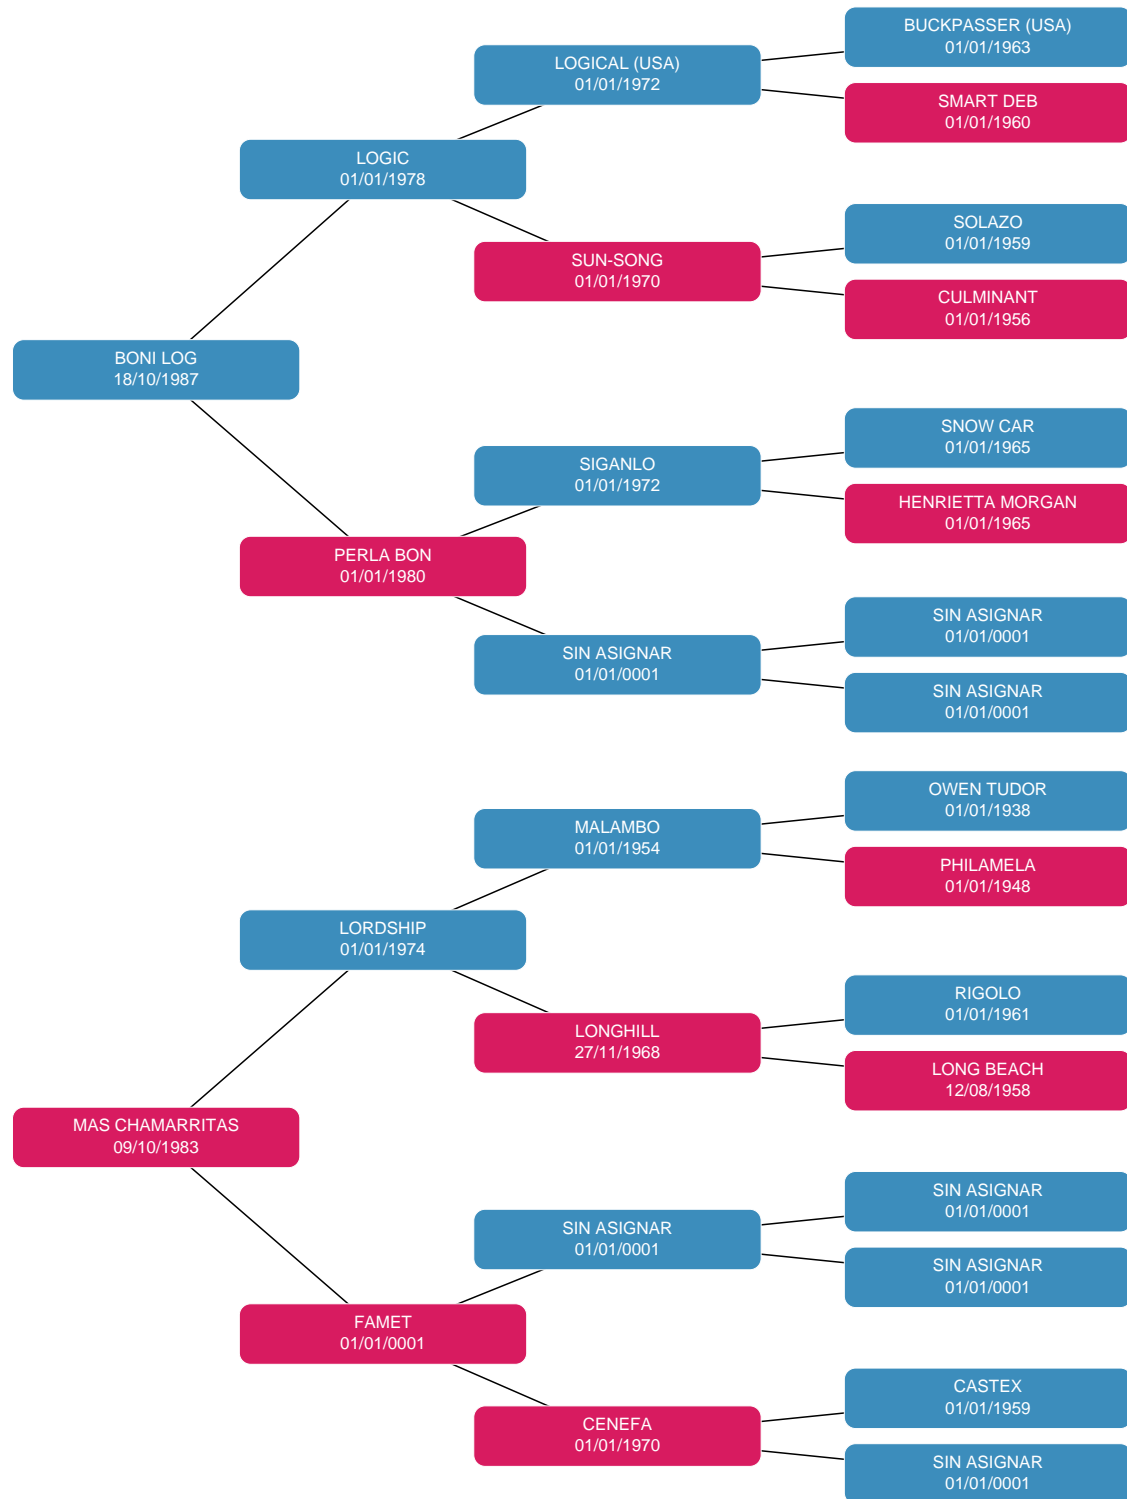 BUCKPASSER (USA)
01/01/1963
LOGICAL (USA)
01/01/1972
SMART DEB
01/01/1960
LOGIC
01/01/1978
SOLAZO
01/01/1959
SUN-SONG
01/01/1970
CULMINANT
01/01/1956
BONI LOG
18/10/1987
SNOW CAR
01/01/1965
SIGANLO
01/01/1972
HENRIETTA MORGAN
01/01/1965
PERLA BON
01/01/1980
SIN ASIGNAR
01/01/0001
SIN ASIGNAR
01/01/0001
SIN ASIGNAR
01/01/0001
OWEN TUDOR
01/01/1938
MALAMBO
01/01/1954
PHILAMELA
01/01/1948
LORDSHIP
01/01/1974
RIGOLO
01/01/1961
LONGHILL
27/11/1968
LONG BEACH
12/08/1958
MAS CHAMARRITAS
09/10/1983
SIN ASIGNAR
01/01/0001
SIN ASIGNAR
01/01/0001
SIN ASIGNAR
01/01/0001
FAMET
01/01/0001
CASTEX
01/01/1959
CENEFA
01/01/1970
SIN ASIGNAR
01/01/0001